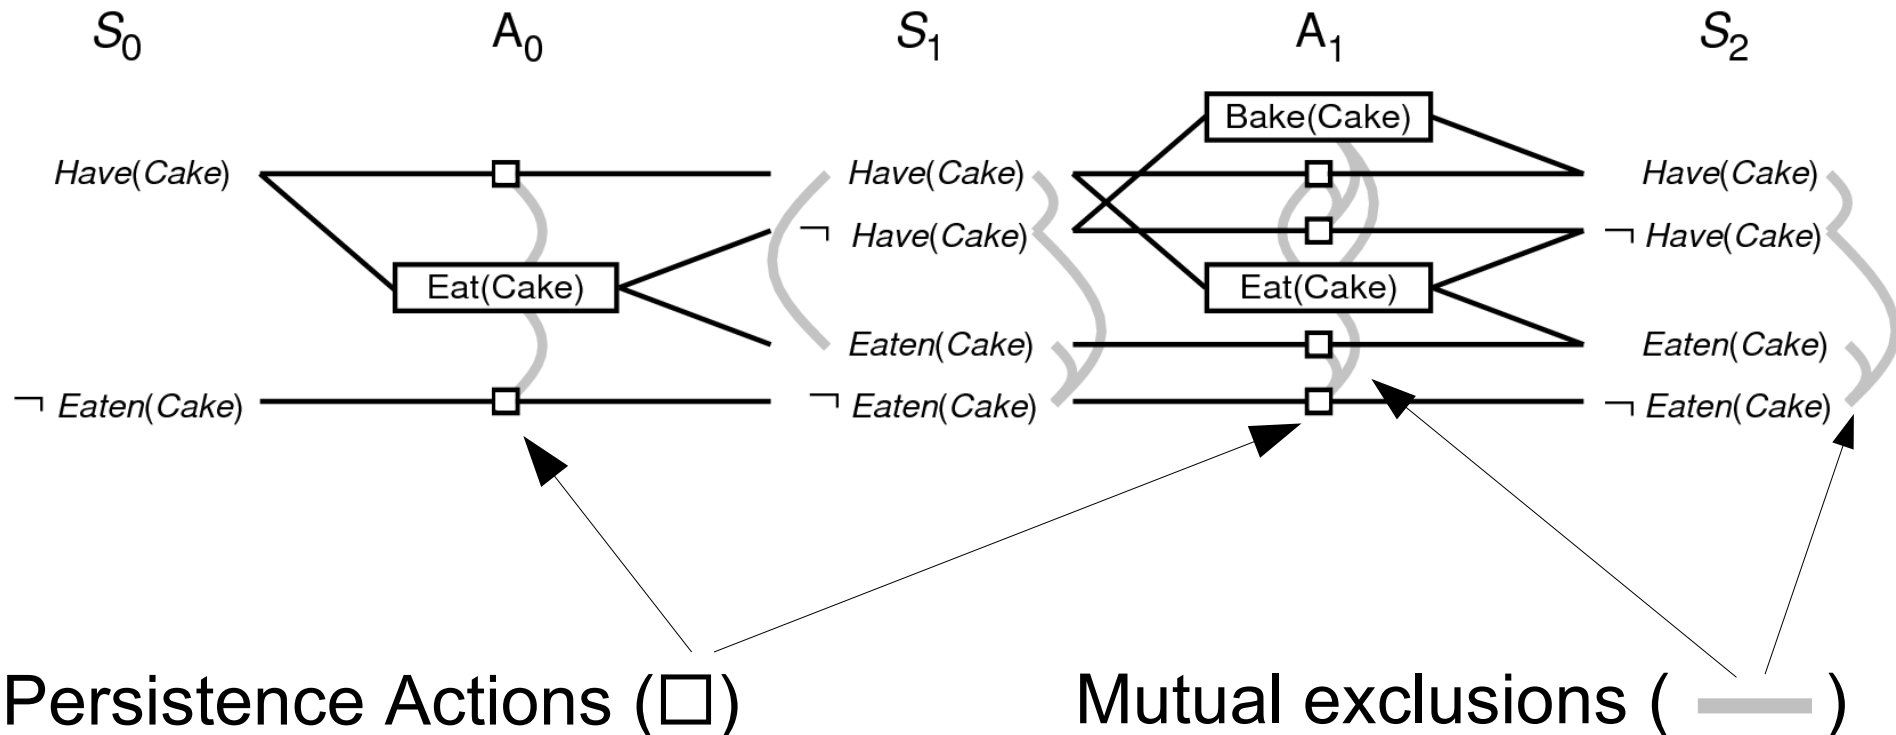 S0 A0 S1 A1 S2
Bake(Cake)
Have(Cake) Have(Cake) Have(Cake)
¬ Have(Cake) ¬ Have(Cake)
Eat(Cake) Eat(Cake)
Eaten(Cake) Eaten(Cake)
¬ Eaten(Cake) ¬ Eaten(Cake) ¬ Eaten(Cake)
Persistence Actions (□) Mutual exclusions ( )